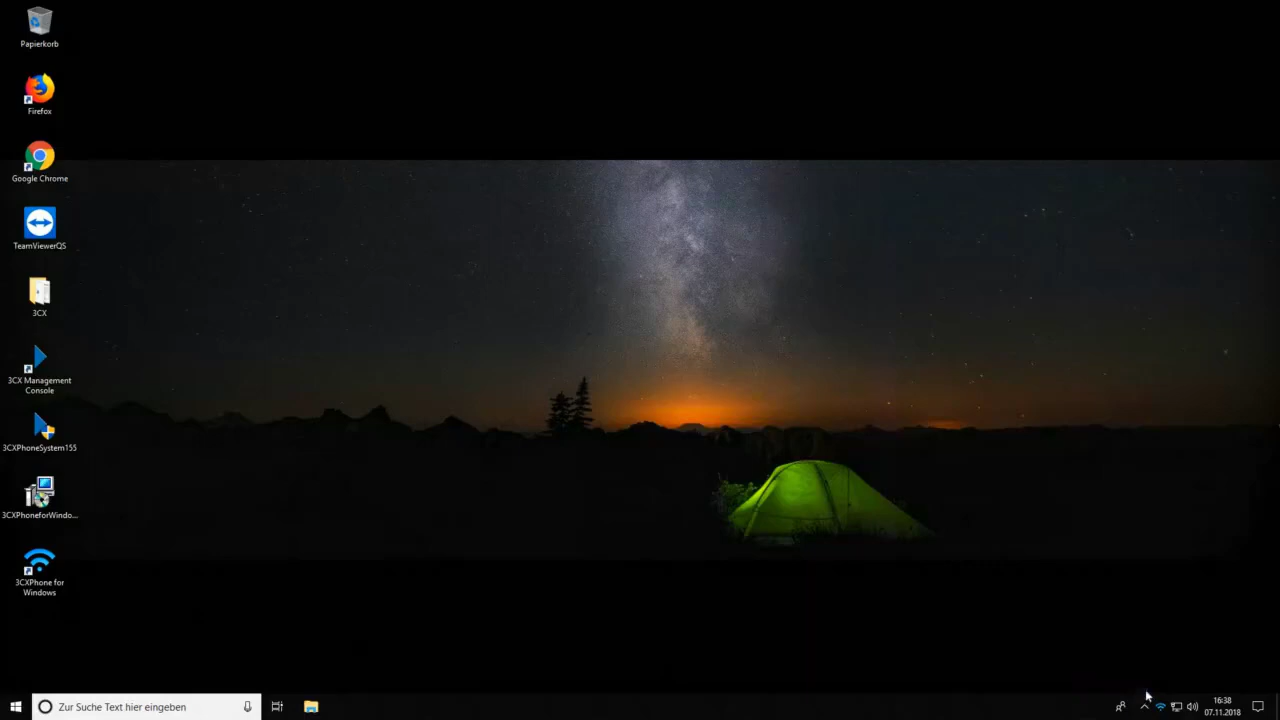 Papierkorb
Firefox
Google Chrome
TeamViewerQS
3CX
3CX Management
Console
3CXPhoneSystem155
3CXPhoneforWindo...
3CXPhone for
Windows
Zur Suche Text hier eingeben
16:38
07.11.2018